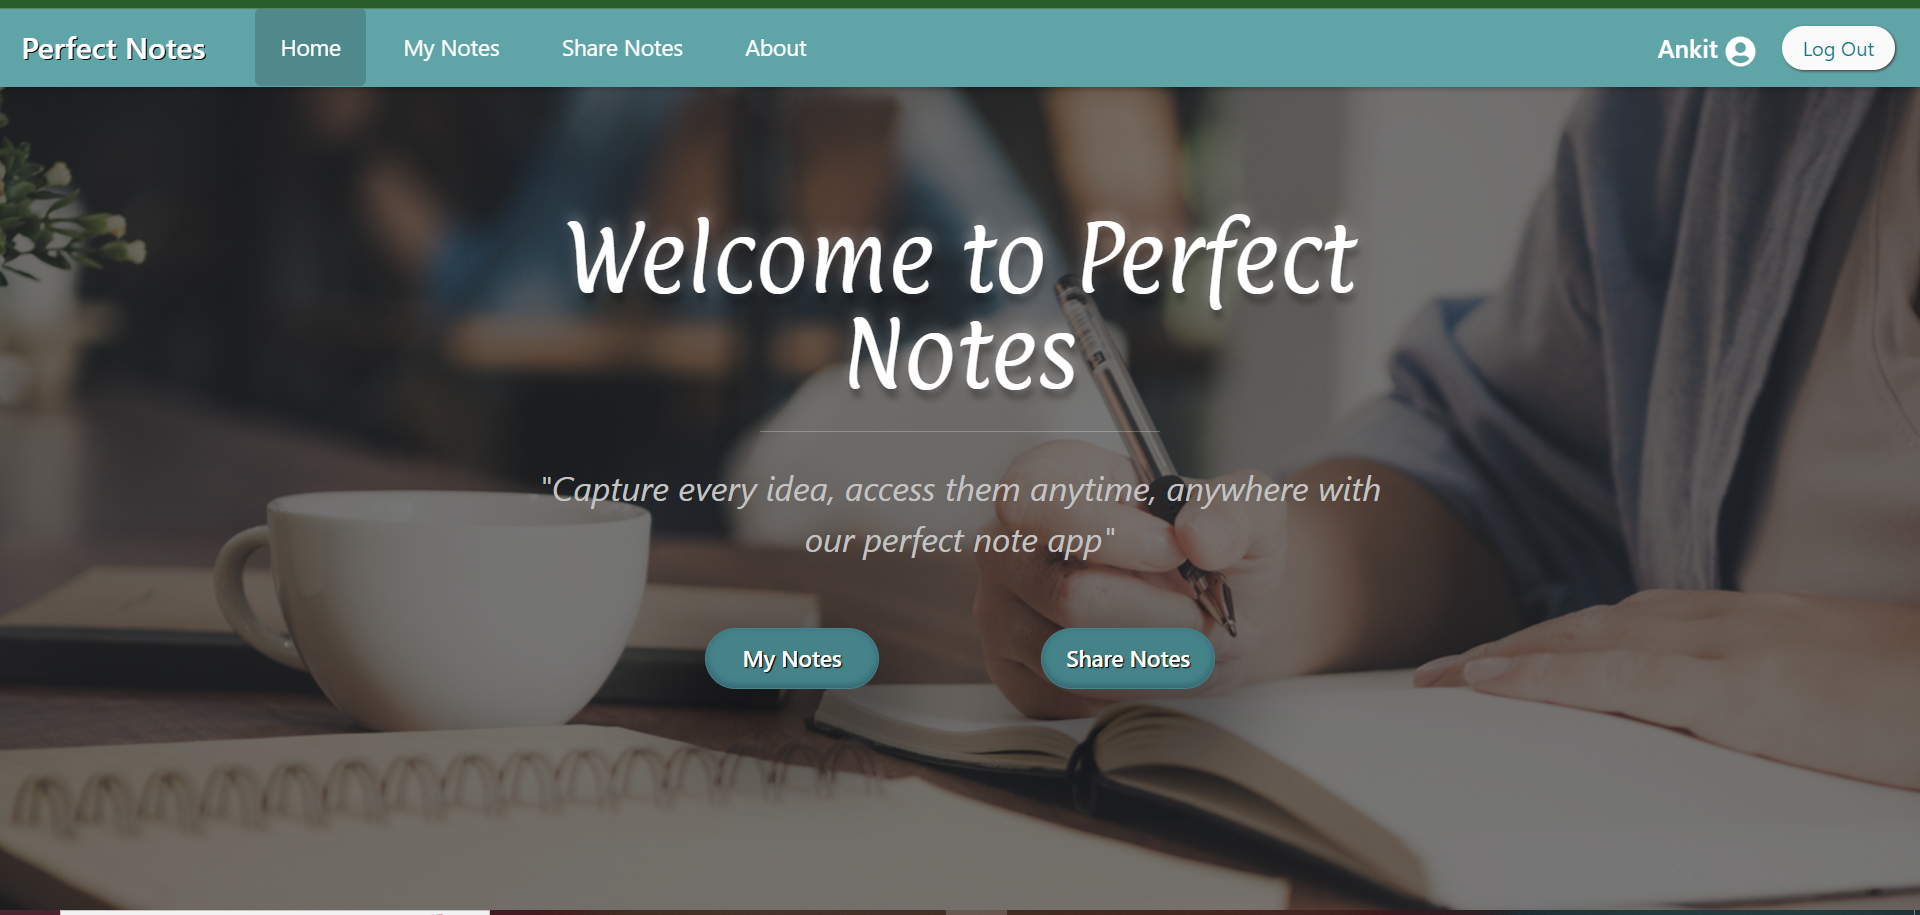 Perfect Notes
Home
My Notes
Share Notes
About
Ankit
Log Out
Welcome to Perfect
Notes
"Capture every idea, access them anytime, anywhere with
our perfect note app"
My Notes
Share Notes